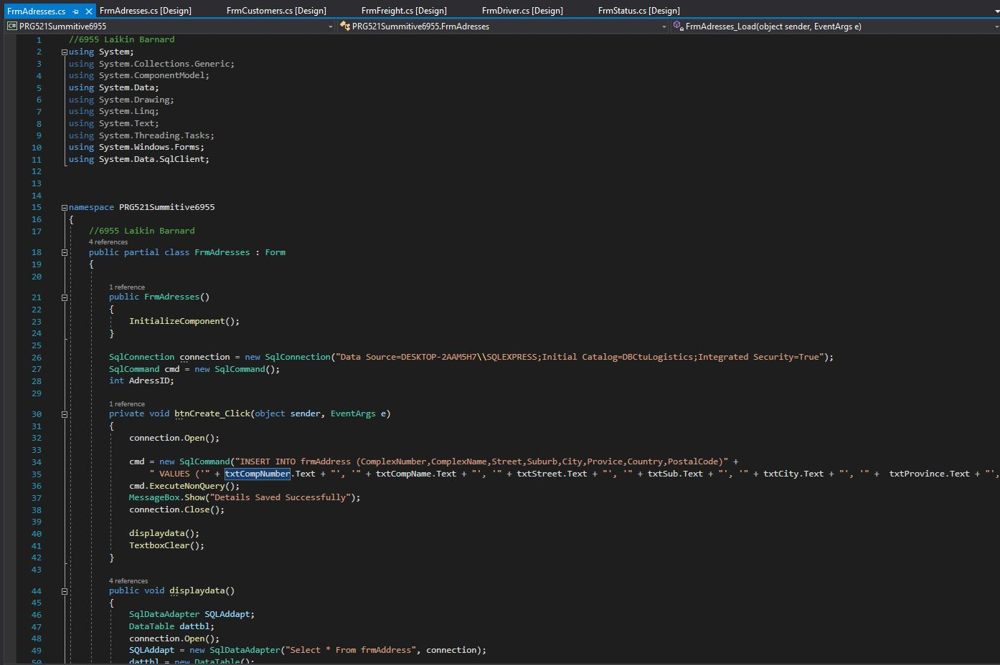 FrmAdresses.cs FrmAdresses.cs [Design] FrmCustomers.cs [Design] FrmFreight.cs [Design] FrmDriver.cs [Design] FrmStatus.cs [Design]
C# PRG521Summitive6955 PRG521Summitive6955.FrmAdresses FrmAdresses_Load(object sender, EventArgs e)
1 //6955 Laikin Barnard
2 using System;
3 using System.Collections.Generic;
4 using System.ComponentModel;
5 using System.Data;
6 using System.Drawing;
7 using System.Linq;
8 using System.Text;
9 using System.Threading.Tasks;
10 using System.Windows.Forms;
11 using System.Data.SqlClient;
12
13
14
15 namespace PRG521Summitive6955
16 {
17 //6955 Laikin Barnard
4 references
18 public partial class FrmAdresses : Form
19 {
20
1 reference
21 public FrmAdresses()
22 {
23 InitializeComponent();
24 }
25
26 SqlConnection connection = new SqlConnection("Data Source=DESKTOP-2AAM5H7\\SQLEXPRESS;Initial Catalog=DBCtuLogistics;Integrated Security=True");
27 SqlCommand cmd = new SqlCommand();
28 int AdressID;
29
1 reference
30 private void btnCreate_Click(object sender, EventArgs e)
31 {
32 connection.Open();
33
34 cmd = new SqlCommand("INSERT INTO frmAddress (ComplexNumber,ComplexName,Street,Suburb,City,Provice,Country,PostalCode)" +
35 " VALUES ('" + txtCompNumber.Text + "', '" + txtCompName.Text + "', '" + txtStreet.Text + "', '" + txtSub.Text + "', '" + txtCity.Text + "', '" + txtProvince.Text + "',
36 cmd.ExecuteNonQuery();
37 MessageBox.Show("Details Saved Successfully");
38 connection.Close();
39
40 displaydata();
41 TextboxClear();
42 }
43
4 references
44 public void displaydata()
45 {
46 SqlDataAdapter SQLAddapt;
47 DataTable dattbl;
48 connection.Open();
49 SQLAddapt = new SqlDataAdapter("Select * From frmAddress", connection);
50 dattbl = new DataTable();